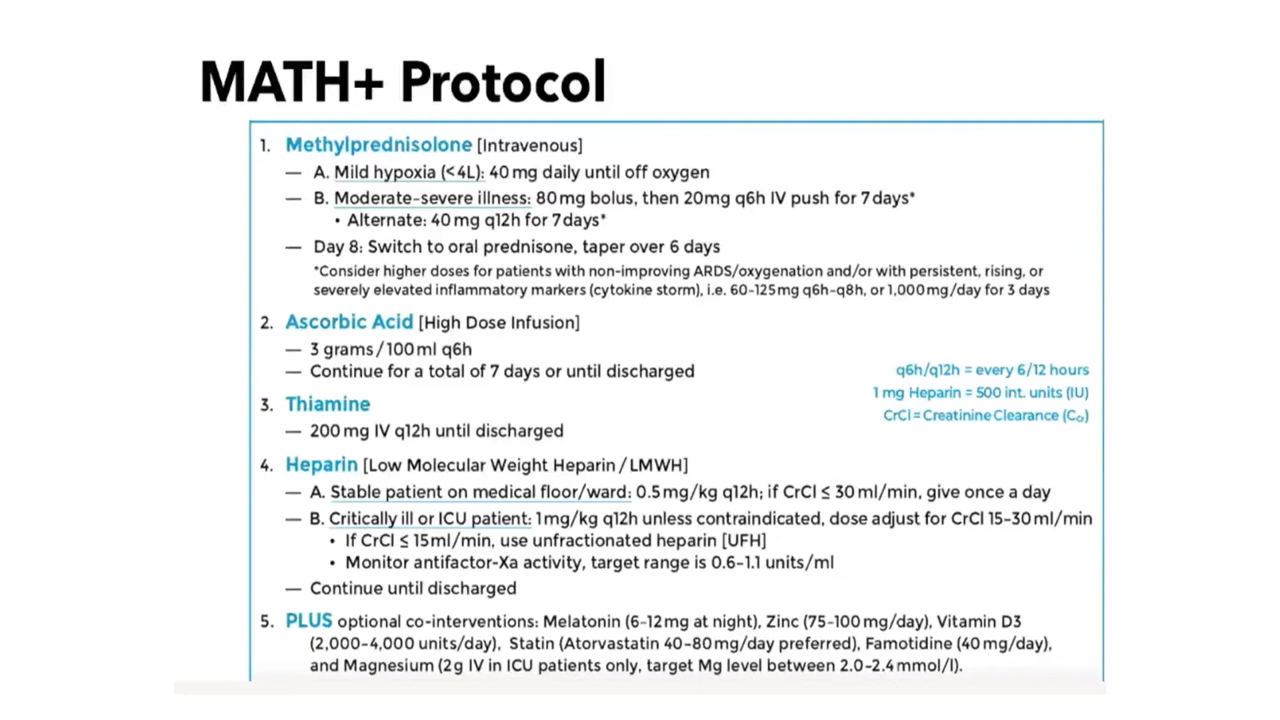 MATH+ Protocol
1. Methylprednisolone [Intravenous]
— A. Mild hypoxia (<4L): 40 mg daily until off oxygen
— B. Moderate-severe illness: 80 mg bolus, then 20mg q6h IV push for 7 days*
• Alternate: 40 mg q12h for 7 days*
— Day 8: Switch to oral prednisone, taper over 6 days
*Consider higher doses for patients with non-improving ARDS/oxygenation and/or with persistent, rising, or
severely elevated inflammatory markers (cytokine storm), i.e. 60-125 mg q6h-q8h, or 1,000 mg/day for 3 days
2. Ascorbic Acid [High Dose Infusion]
— 3 grams / 100 ml q6h
— Continue for a total of 7 days or until discharged
q6h/q12h = every 6/12 hours
1 mg Heparin = 500 int. units (IU)
CrCl = Creatinine Clearance (Ccr)
3. Thiamine
— 200 mg IV q12h until discharged
4. Heparin [Low Molecular Weight Heparin / LMWH]
— A. Stable patient on medical floor/ward: 0.5 mg/kg q12h; if CrCl ≤ 30 ml/min, give once a day
— B. Critically ill or ICU patient: 1 mg/kg q12h unless contraindicated, dose adjust for CrCl 15-30 ml/min
• If CrCl ≤ 15 ml/min, use unfractionated heparin [UFH]
• Monitor antifactor-Xa activity, target range is 0.6-1.1 units/ml
— Continue until discharged
5. PLUS optional co-interventions: Melatonin (6-12 mg at night), Zinc (75-100 mg/day), Vitamin D3
(2,000-4,000 units/day), Statin (Atorvastatin 40-80 mg/day preferred), Famotidine (40 mg/day),
and Magnesium (2 g IV in ICU patients only, target Mg level between 2.0-2.4 mmol/l).